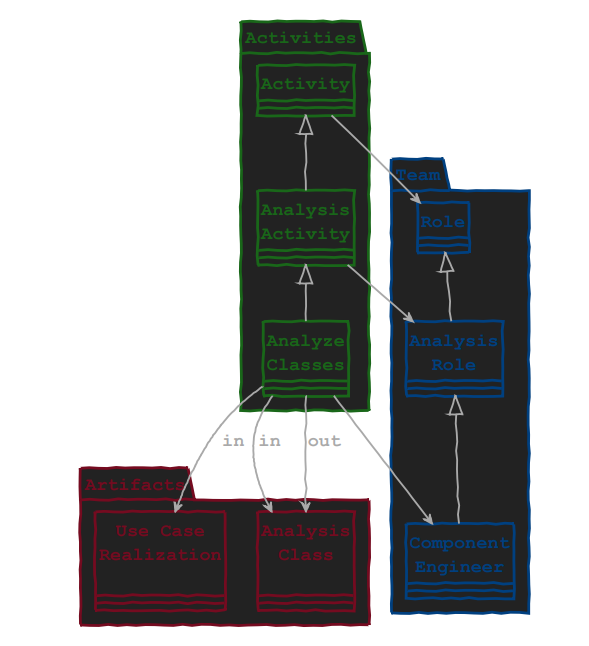 Activities
Activity
Team
Analysis
Activity
Role
Analyze
Classes
Analysis
Role
in
in
out
Artifacts
Use Case
Realization
Analysis
Class
Component
Engineer